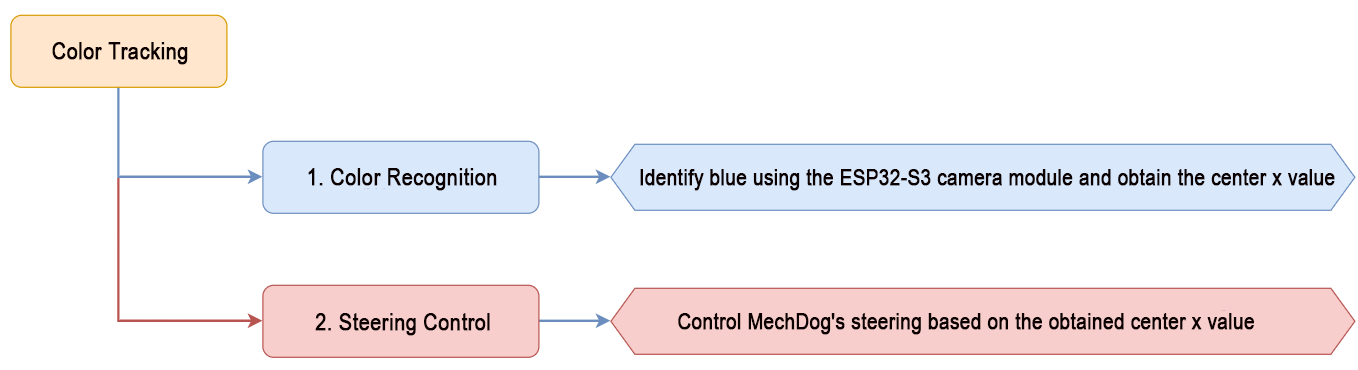 Color Tracking
1. Color Recognition
Identify blue using the ESP32-S3 camera module and obtain the center x value
2. Steering Control
Control MechDog's steering based on the obtained center x value